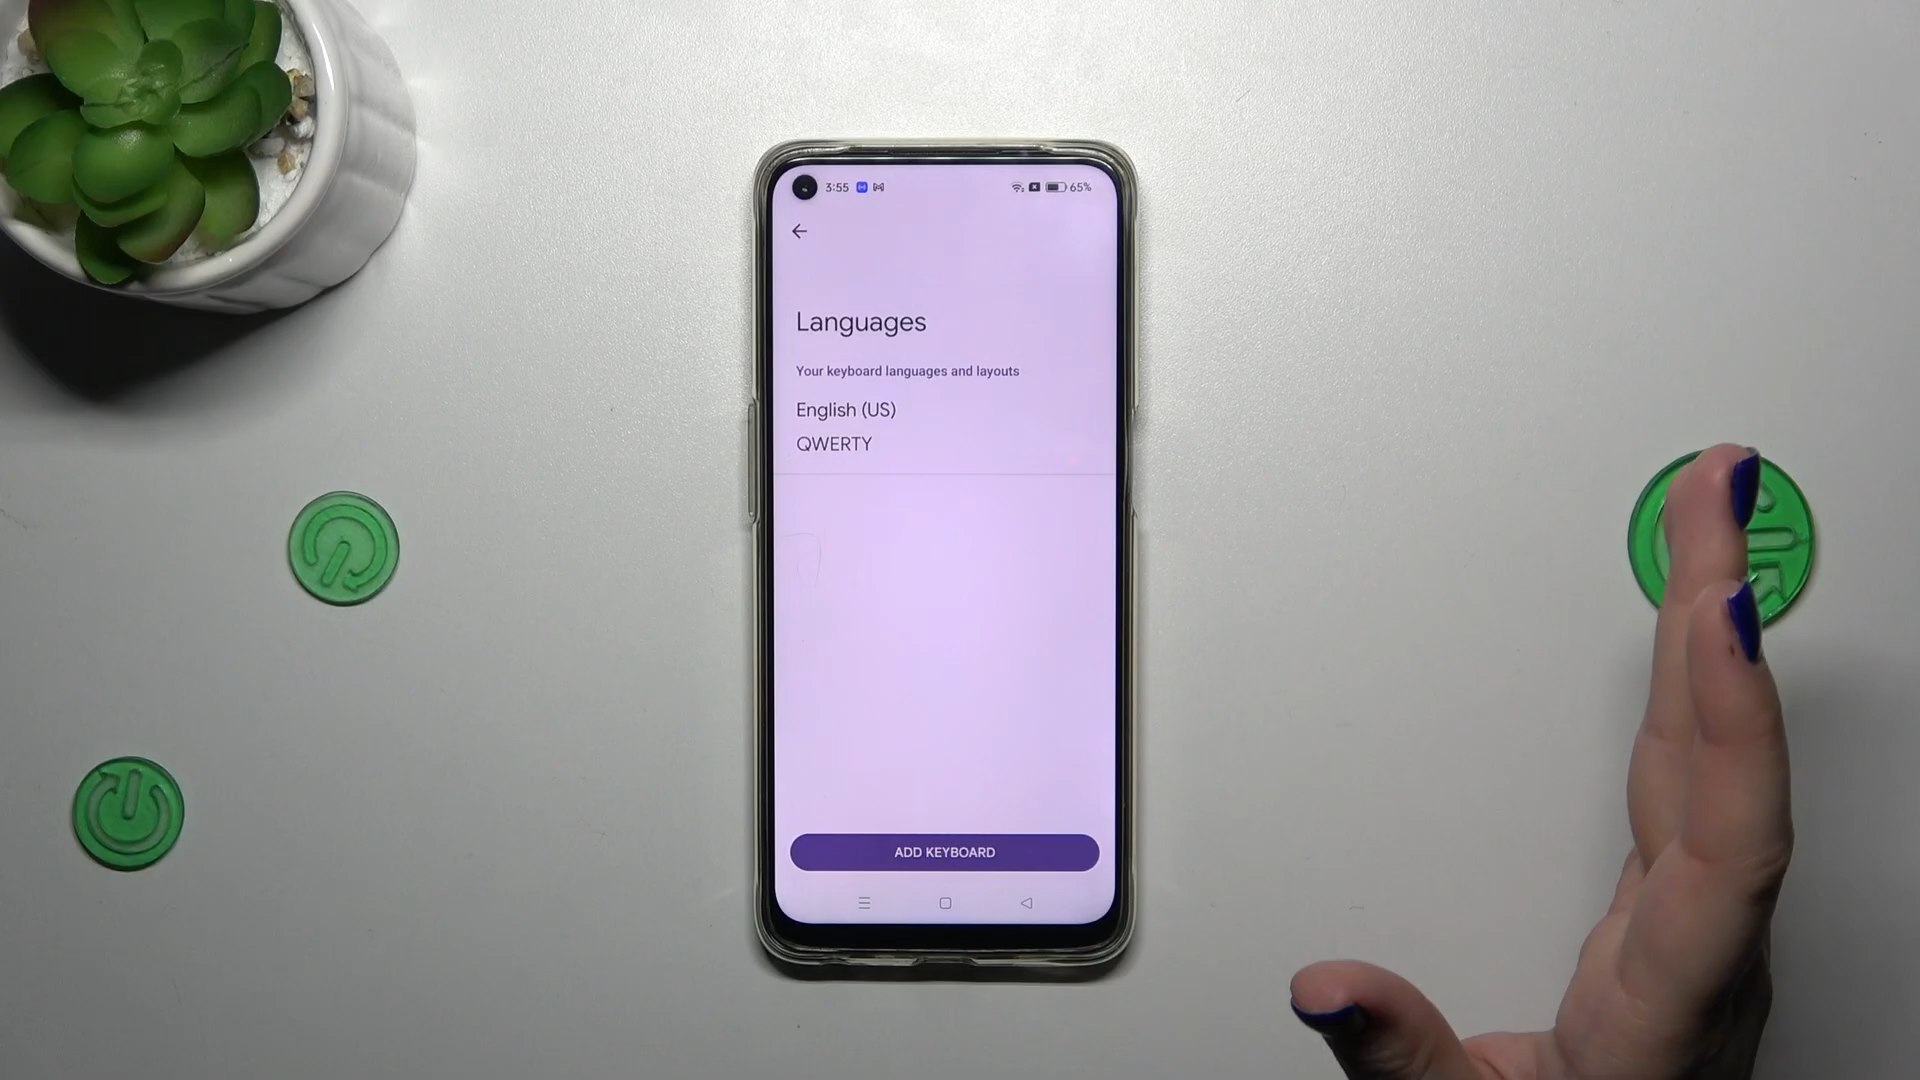 3:55 65%
Languages
Your keyboard languages and layouts
English (US)
QWERTY
ADD KEYBOARD